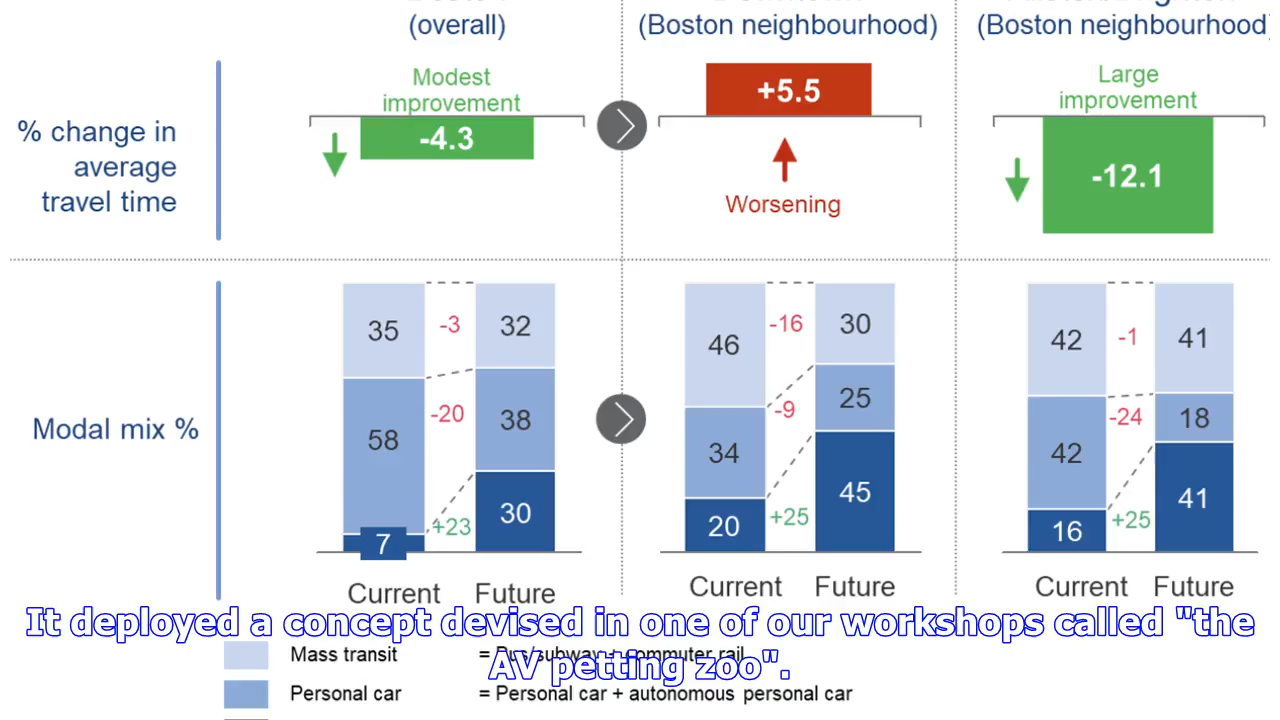 (overall)
(Boston neighbourhood)
(Boston neighbourhood)
% change in
average
travel time
Modest
improvement
-4.3
+5.5
Worsening
Large
improvement
-12.1
Modal mix %
35
-3
32
58
-20
38
7
+23
30
Current
Future
46
-16
30
34
-9
25
20
+25
45
Current
Future
42
-1
41
42
-24
18
16
+25
41
Current
Future
It deployed a concept devised in one of our workshops called "the
AV petting zoo".
Mass transit
= Bus/subway + commuter rail
Personal car
= Personal car + autonomous personal car